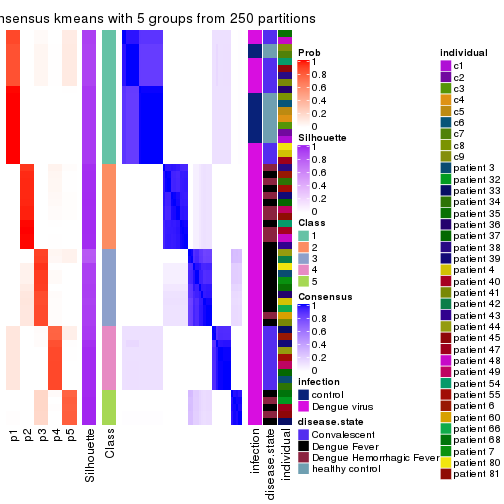 nsensus kmeans with 5 groups from 250 partitions
p1
p2
p3
p4
p5
Silhouette
Class
infection
disease.state
individual
Prob
1
0.8
0.6
0.4
0.2
0
Silhouette
1
0.8
0.6
0.4
0.2
0
Class
1
2
3
4
5
Consensus
1
0.8
0.6
0.4
0.2
0
infection
control
Dengue virus
disease.state
Convalescent
Dengue Fever
Dengue Hemorrhagic Fever
healthy control
individual
c1
c2
c3
c4
c5
c6
c7
c8
c9
patient 3
patient 32
patient 33
patient 34
patient 35
patient 36
patient 37
patient 38
patient 39
patient 4
patient 40
patient 41
patient 42
patient 43
patient 44
patient 45
patient 47
patient 48
patient 49
patient 54
patient 55
patient 6
patient 60
patient 66
patient 68
patient 7
patient 80
patient 81